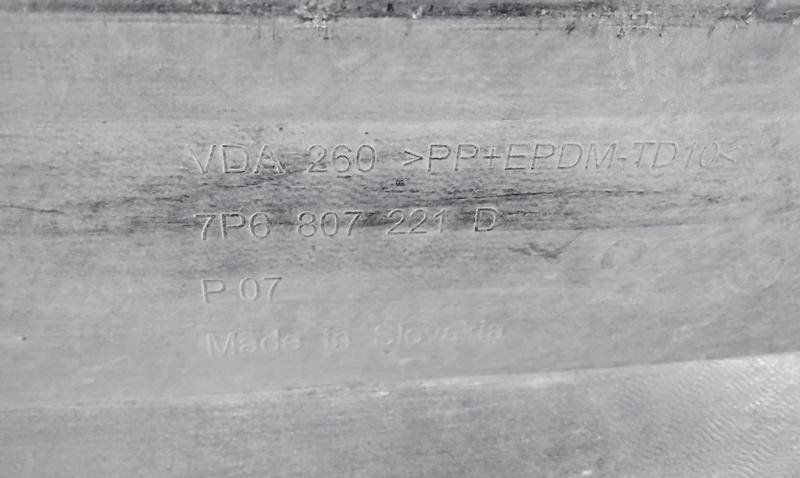 VDA 260 >PP+EPDM-TD10<
7P6 807 221 D
P 07
Made in Slovakia